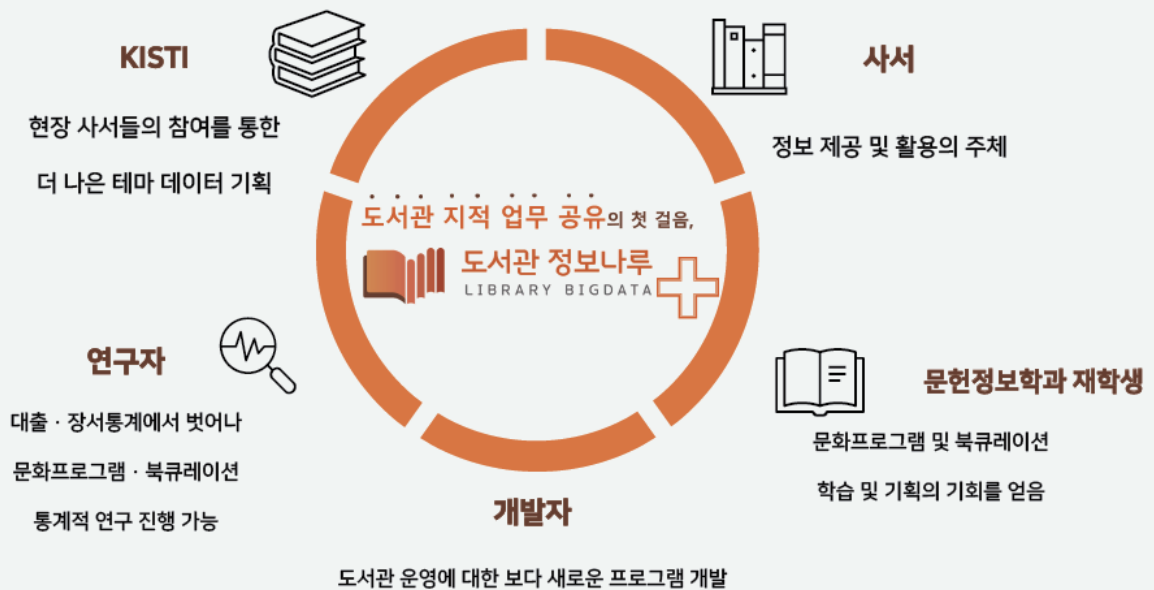 KISTI
현장 사서들의 참여를 통한
더 나은 테마 데이터 기획
사서
정보 제공 및 활용의 주체
도서관 지적 업무 공유의 첫 걸음,
도서관 정보나루
LIBRARY BIGDATA
연구자
대출 · 장서통계에서 벗어나
문화프로그램 · 북큐레이션
통계적 연구 진행 가능
문헌정보학과 재학생
문화프로그램 및 북큐레이션
학습 및 기획의 기회를 얻음
개발자
도서관 운영에 대한 보다 새로운 프로그램 개발